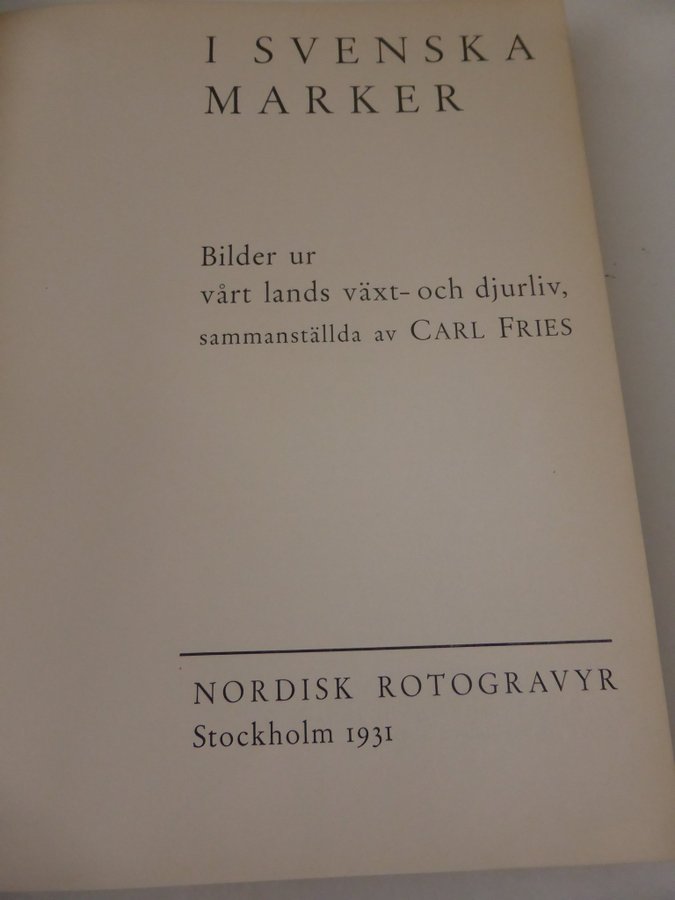 I SVENSKA
MARKER
Bilder ur
vårt lands växt- och djurliv,
sammanställda av CARL FRIES
NORDISK ROTOGRAVYR
Stockholm 1931